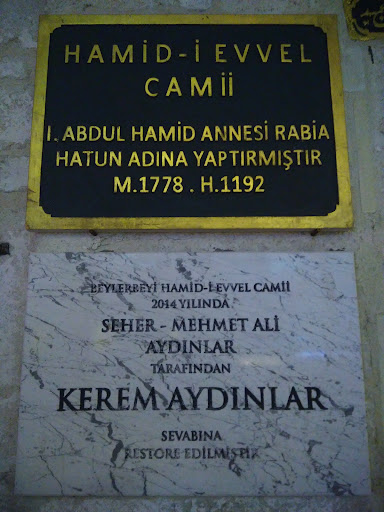 HAMİD-İ EVVEL
CAMİİ
I. ABDUL HAMİD ANNESİ RABİA
HATUN ADINA YAPTIRMIŞTIR
M.1778 . H.1192
BEYLERBEYİ HAMİD-İ EVVEL CAMİİ
2014 YILINDA
SEHER - MEHMET ALİ
AYDINLAR
TARAFINDAN
KEREM AYDINLAR
SEVABINA
RESTORE EDİLMİŞTİR